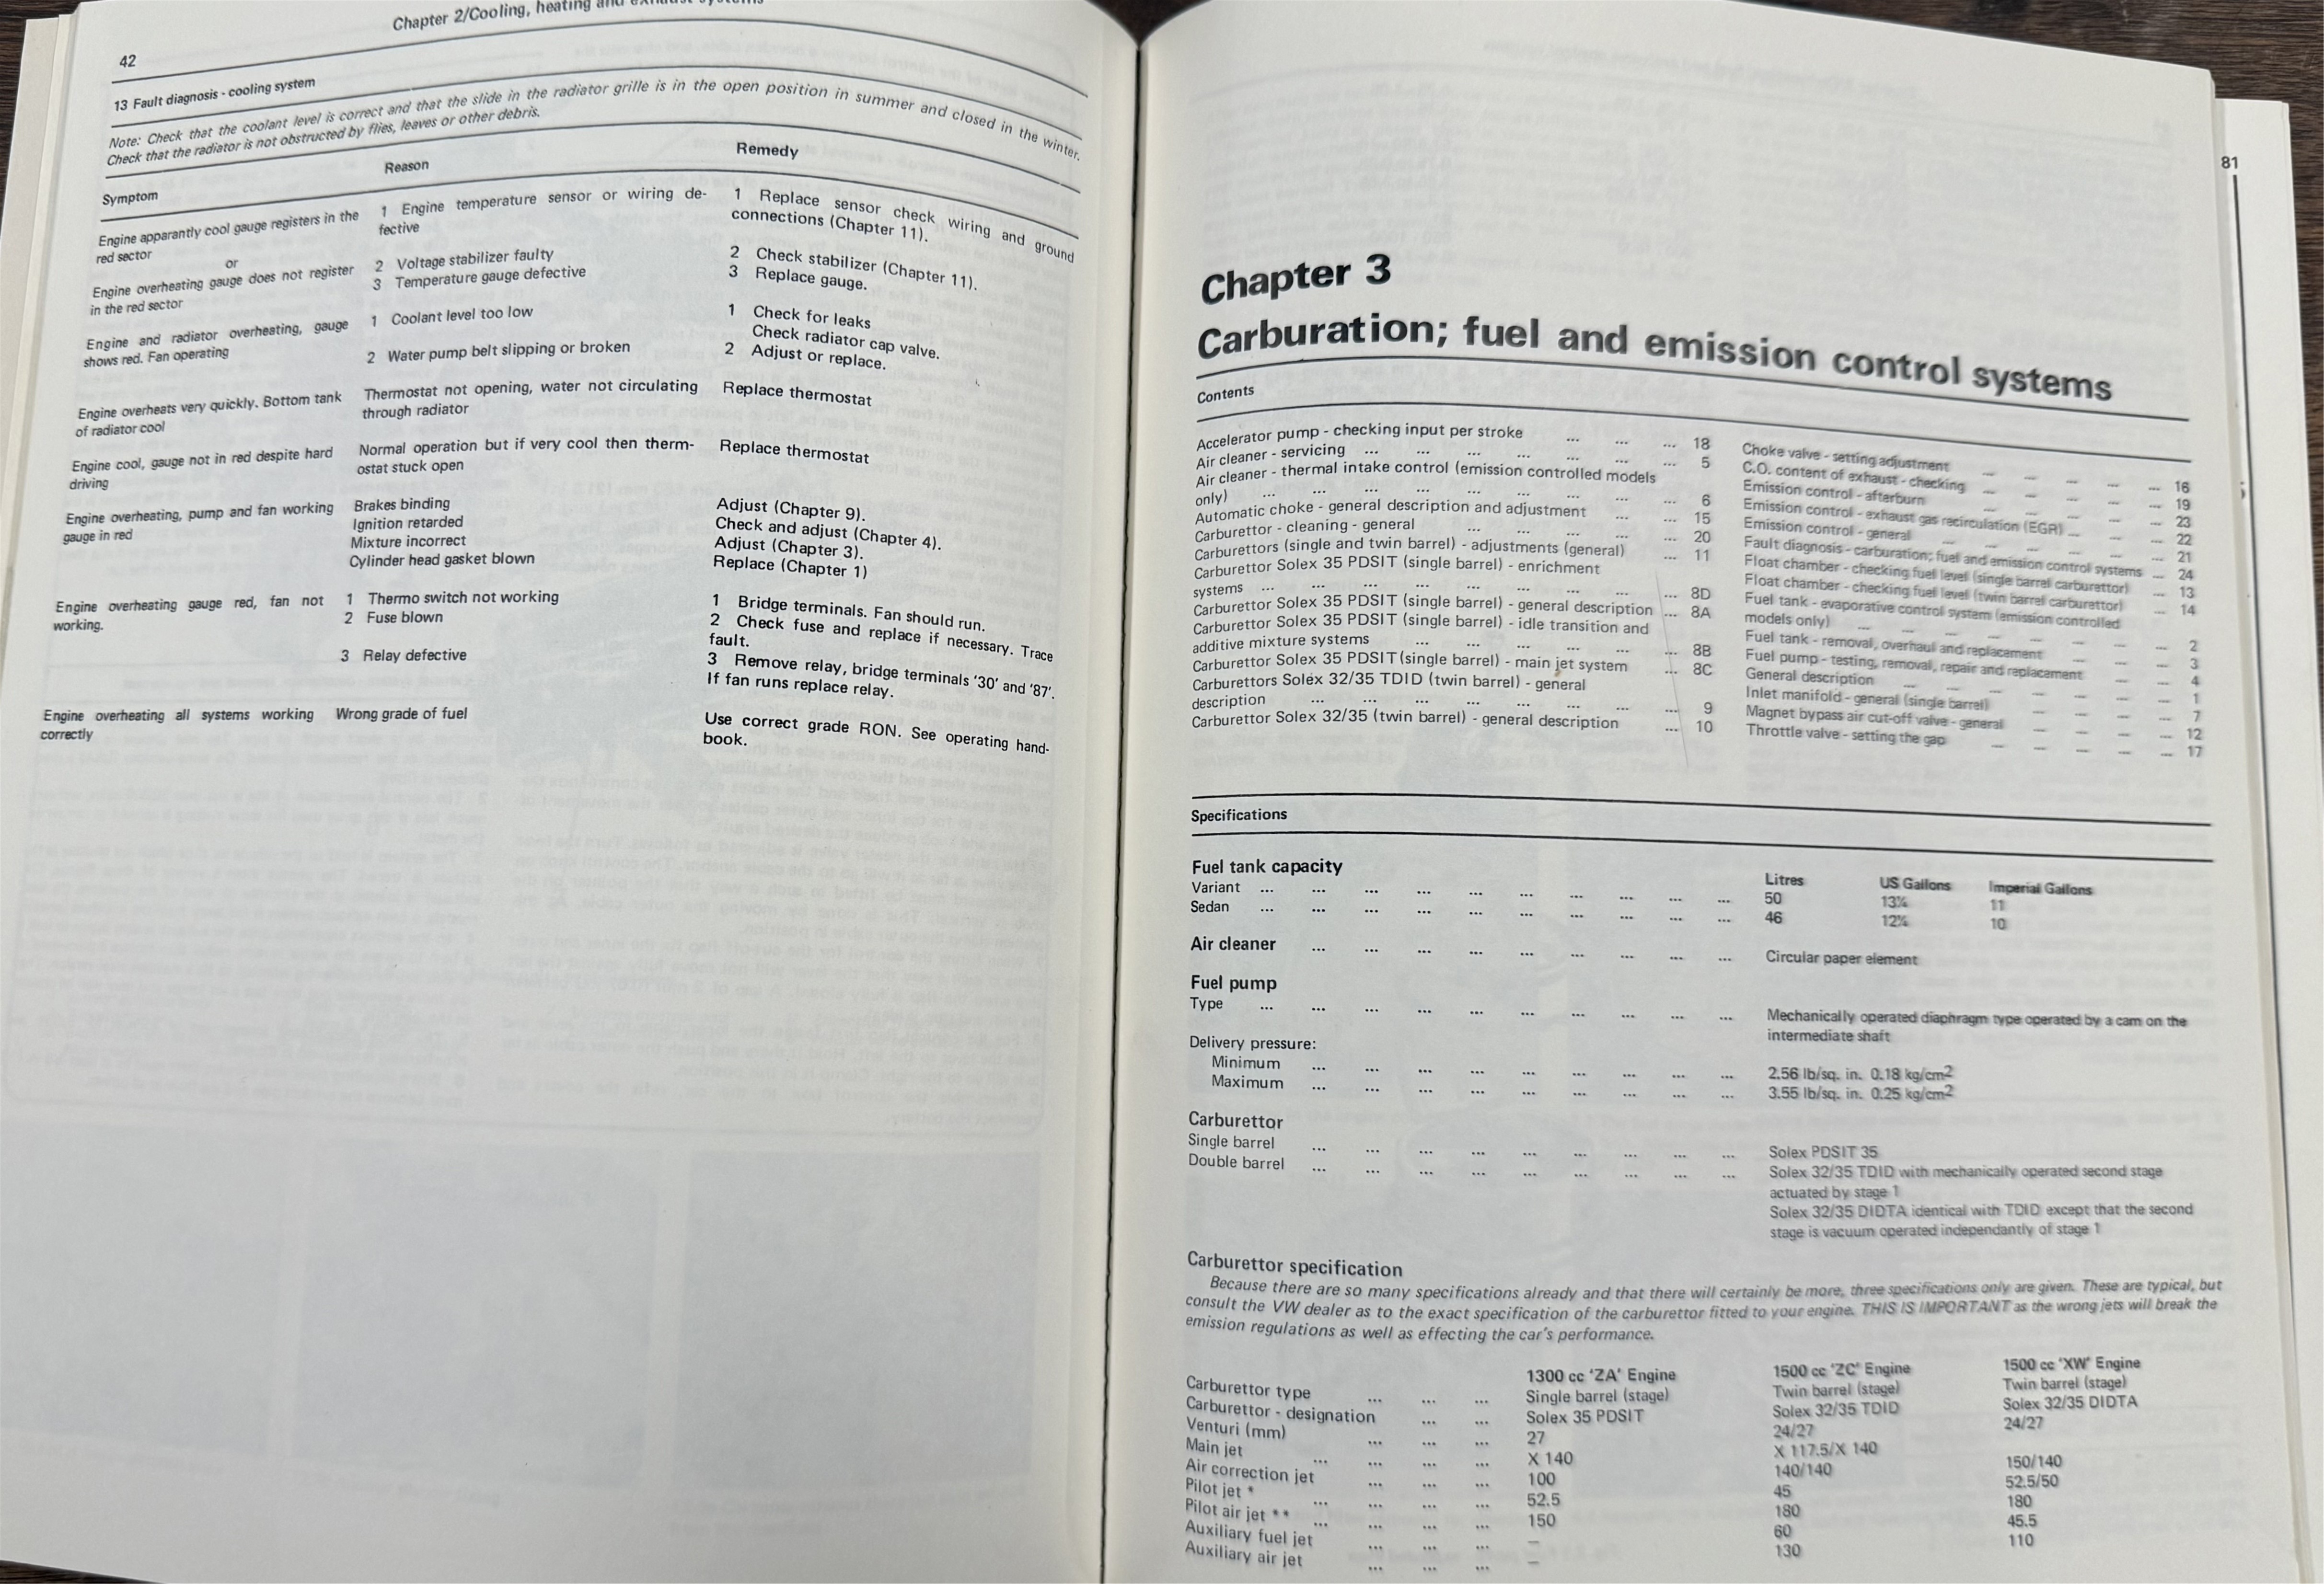 Chapter 2/Cooling, heating and exhaust systems
42
13 Fault diagnosis - cooling system
Note: Check that the coolant level is correct and that the slide in the radiator grille is in the open position in summer and closed in the winter.
Check that the radiator is not obstructed by flies, leaves or other debris.
Symptom
Reason
Remedy
Engine apparantly cool gauge registers in the
red sector
or
Engine overheating gauge does not register
in the red sector
1 Engine temperature sensor or wiring de-
fective
2 Voltage stabilizer faulty
3 Temperature gauge defective
1 Replace sensor check wiring and ground
connections (Chapter 11).
2 Check stabilizer (Chapter 11).
3 Replace gauge.
Engine and radiator overheating, gauge
shows red. Fan operating
1 Coolant level too low
2 Water pump belt slipping or broken
1 Check for leaks
Check radiator cap valve.
2 Adjust or replace.
Engine overheats very quickly. Bottom tank
of radiator cool
Thermostat not opening, water not circulating
through radiator
Replace thermostat
Engine cool, gauge not in red despite hard
driving
Normal operation but if very cool then therm-
ostat stuck open
Replace thermostat
Engine overheating, pump and fan working
gauge in red
Brakes binding
Ignition retarded
Mixture incorrect
Cylinder head gasket blown
Adjust (Chapter 9).
Check and adjust (Chapter 4).
Adjust (Chapter 3).
Replace (Chapter 1)
Engine overheating gauge red, fan not
working.
1 Thermo switch not working
2 Fuse blown
3 Relay defective
1 Bridge terminals. Fan should run.
2 Check fuse and replace if necessary. Trace
fault.
3 Remove relay, bridge terminals '30' and '87'.
If fan runs replace relay.
Engine overheating all systems working
correctly
Wrong grade of fuel
Use correct grade RON. See operating hand-
book.
81
Chapter 3
Carburation; fuel and emission control systems
Contents
Accelerator pump - checking input per stroke ... ... ... 18
Air cleaner - servicing ... ... ... ... ... ... ... 5
Air cleaner - thermal intake control (emission controlled models
only) ... ... ... ... ... ... ... ... ... 6
Automatic choke - general description and adjustment ... ... 15
Carburettor - cleaning - general ... ... ... ... ... 20
Carburettors (single and twin barrel) - adjustments (general) ... 11
Carburettor Solex 35 PDSIT (single barrel) - enrichment
systems ... ... ... ... ... ... ... ... ... 8D
Carburettor Solex 35 PDSIT (single barrel) - general description ... 8A
Carburettor Solex 35 PDSIT (single barrel) - idle transition and
additive mixture systems ... ... ... ... ... ... 8B
Carburettor Solex 35 PDSIT(single barrel) - main jet system ... 8C
Carburettors Solex 32/35 TDID (twin barrel) - general
description ... ... ... ... ... ... ... ... ... 9
Carburettor Solex 32/35 (twin barrel) - general description ... 10
Choke valve - setting adjustment ... ... ... ... ... 16
C.O. content of exhaust - checking ... ... ... ... ... 19
Emission control - afterburn ... ... ... ... ... 23
Emission control - exhaust gas recirculation (EGR) ... ... ... 22
Emission control - general ... ... ... ... ... ... 21
Fault diagnosis - carburation; fuel and emission control systems ... 24
Float chamber - checking fuel level (single barrel carburettor) ... 13
Float chamber - checking fuel level (twin barrel carburettor) ... 14
Fuel tank - evaporative control system (emission controlled
models only) ... ... ... ... ... ... ... 2
Fuel tank - removal, overhaul and replacement ... ... ... 3
Fuel pump - testing, removal, repair and replacement ... ... 4
General description ... ... ... ... ... ... ... 1
Inlet manifold - general (single barrel) ... ... ... ... 7
Magnet bypass air cut-off valve - general ... ... ... ... 12
Throttle valve - setting the gap ... ... ... ... ... 17
Specifications
Fuel tank capacity
Litres US Gallons Imperial Gallons
Variant ... ... ... ... ... ... ... ... ... ... 50 13¼ 11
Sedan ... ... ... ... ... ... ... ... ... ... 46 12¼ 10
Air cleaner ... ... ... ... ... ... ... ... ... Circular paper element
Fuel pump
Type ... ... ... ... ... ... ... ... ... ... Mechanically operated diaphragm type operated by a cam on the
intermediate shaft
Delivery pressure:
Minimum ... ... ... ... ... ... ... ... ... 2.56 lb/sq. in. 0.18 kg/cm2
Maximum ... ... ... ... ... ... ... ... ... 3.55 lb/sq. in. 0.25 kg/cm2
Carburettor
Single barrel ... ... ... ... ... ... ... ... ... Solex PDSIT 35
Double barrel ... ... ... ... ... ... ... ... ... Solex 32/35 TDID with mechanically operated second stage
actuated by stage 1
Solex 32/35 DIDTA identical with TDID except that the second
stage is vacuum operated independantly of stage 1
Carburettor specification
Because there are so many specifications already and that there will certainly be more, three specifications only are given. These are typical, but
consult the VW dealer as to the exact specification of the carburettor fitted to your engine. THIS IS IMPORTANT as the wrong jets will break the
emission regulations as well as effecting the car's performance.
1300 cc 'ZA' Engine 1500 cc 'ZC' Engine 1500 cc 'XW' Engine
Carburettor type ... ... ... Single barrel (stage) Twin barrel (stage) Twin barrel (stage)
Carburettor - designation ... ... Solex 35 PDSIT Solex 32/35 TDID Solex 32/35 DIDTA
Venturi (mm) ... ... ... 27 24/27 24/27
Main jet ... ... ... ... X 140 X 117.5/X 140
Air correction jet ... ... ... 100 140/140 150/140
Pilot jet * ... ... ... ... 52.5 45 52.5/50
Pilot air jet ** ... ... ... ... 150 180 180
Auxiliary fuel jet ... ... ... — 60 45.5
Auxiliary air jet ... ... ... — 130 110